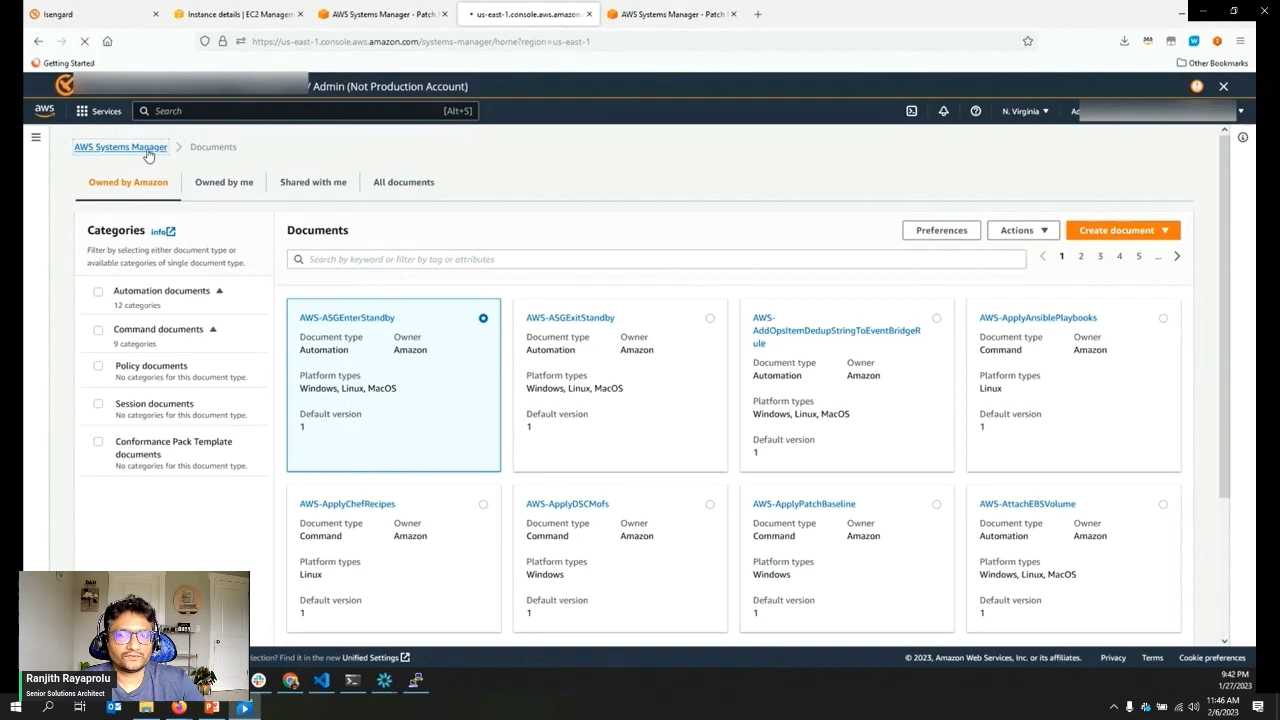 Isengard
Instance details | EC2 Managem
AWS Systems Manager - Patch M
us-east-1.console.aws.amazon.
AWS Systems Manager - Patch M
https://us-east-1.console.aws.amazon.com/systems-manager/home?region=us-east-1
Getting Started
Other Bookmarks
/ Admin (Not Production Account)
aws
Services
Search
[Alt+S]
N. Virginia
AWS Systems Manager
Documents
Owned by Amazon
Owned by me
Shared with me
All documents
Categories
info
Filter by selecting either document type or
available categories of single document type.
Automation documents
12 categories
Command documents
9 categories
Policy documents
No categories for this document type.
Session documents
No categories for this document type.
Conformance Pack Template
documents
No categories for this document type.
Documents
Preferences
Actions
Create document
Search by keyword or filter by tag or attributes
1 2 3 4 5 ...
AWS-ASGEnterStandby
Document type Owner
Automation Amazon
Platform types
Windows, Linux, MacOS
Default version
1
AWS-ASGExitStandby
Document type Owner
Automation Amazon
Platform types
Windows, Linux, MacOS
Default version
1
AWS-
AddOpsItemDedupStringToEventBridgeR
ule
Document type Owner
Automation Amazon
Platform types
Windows, Linux, MacOS
Default version
1
AWS-ApplyAnsiblePlaybooks
Document type Owner
Command Amazon
Platform types
Linux
Default version
1
AWS-ApplyChefRecipes
Document type Owner
Command Amazon
Platform types
Linux
Default version
1
AWS-ApplyDSCMofs
Document type Owner
Command Amazon
Platform types
Windows
Default version
1
AWS-ApplyPatchBaseline
Document type Owner
Command Amazon
Platform types
Windows
Default version
1
AWS-AttachEBSVolume
Document type Owner
Automation Amazon
Platform types
Windows, Linux, MacOS
Default version
1
Ranjith Rayaprolu
Senior Solutions Architect
lection? Find it in the new Unified Settings
© 2023, Amazon Web Services, Inc. or its affiliates.
Privacy
Terms
Cookie preferences
9:42 PM
1/27/2023
11:46 AM
2/6/2023